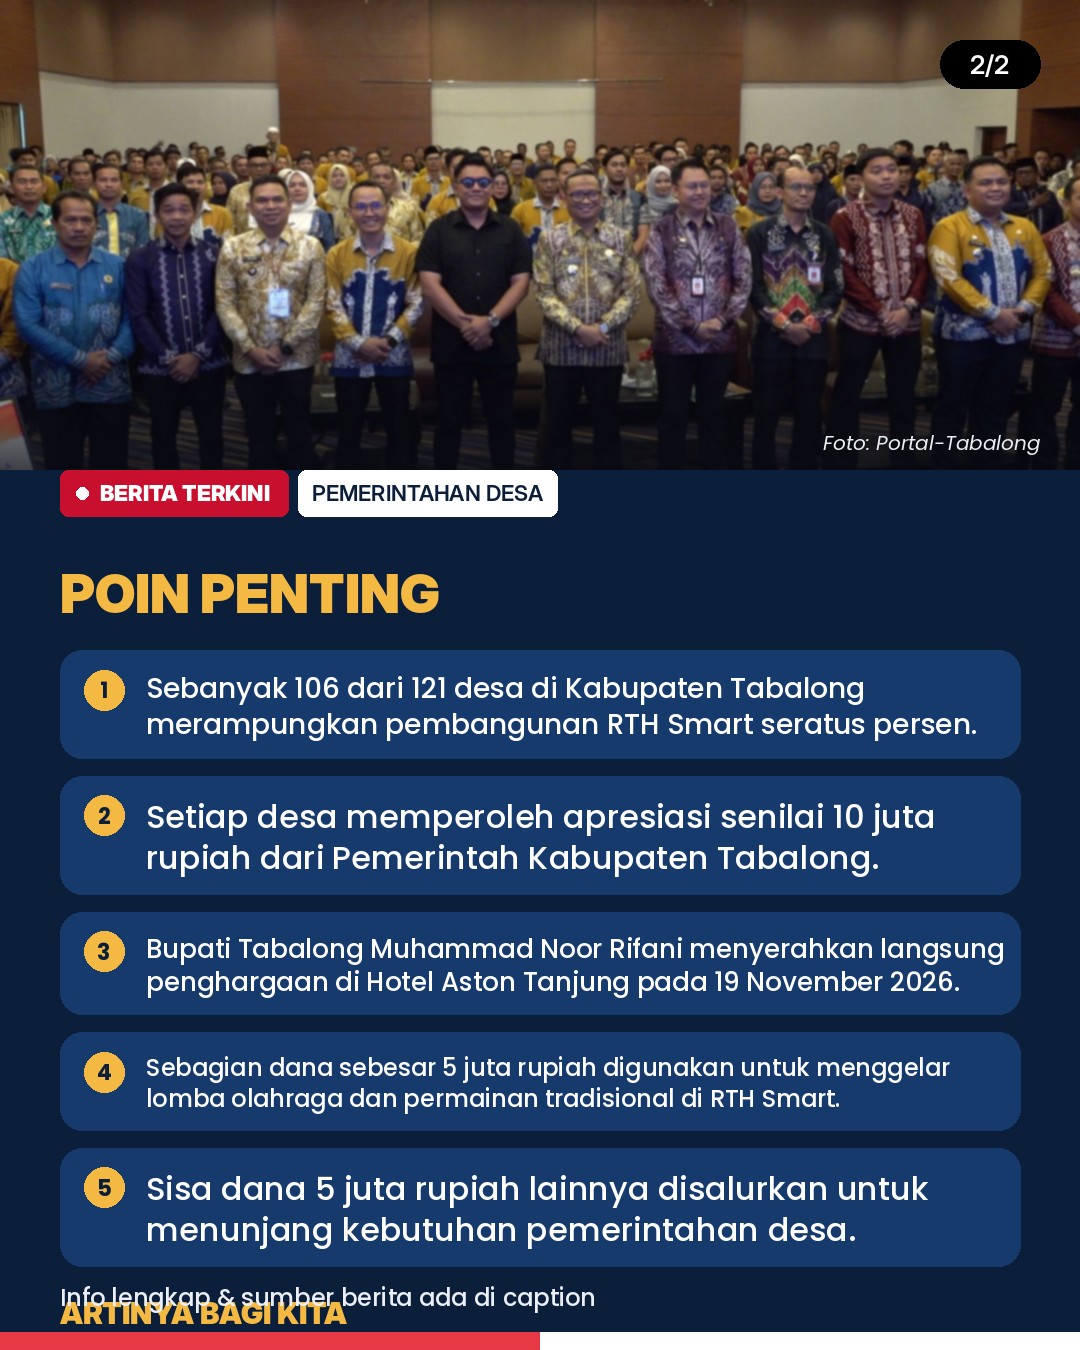 2/2
Foto: Portal-Tabalong
BERITA TERKINI
PEMERINTAHAN DESA
POIN PENTING
1
Sebanyak 106 dari 121 desa di Kabupaten Tabalong
merampungkan pembangunan RTH Smart seratus persen.
2
Setiap desa memperoleh apresiasi senilai 10 juta
rupiah dari Pemerintah Kabupaten Tabalong.
3
Bupati Tabalong Muhammad Noor Rifani menyerahkan langsung
penghargaan di Hotel Aston Tanjung pada 19 November 2026.
4
Sebagian dana sebesar 5 juta rupiah digunakan untuk menggelar
lomba olahraga dan permainan tradisional di RTH Smart.
5
Sisa dana 5 juta rupiah lainnya disalurkan untuk
menunjang kebutuhan pemerintahan desa.
Info lengkap & sumber berita ada di caption
ARTINYA BAGI KITA